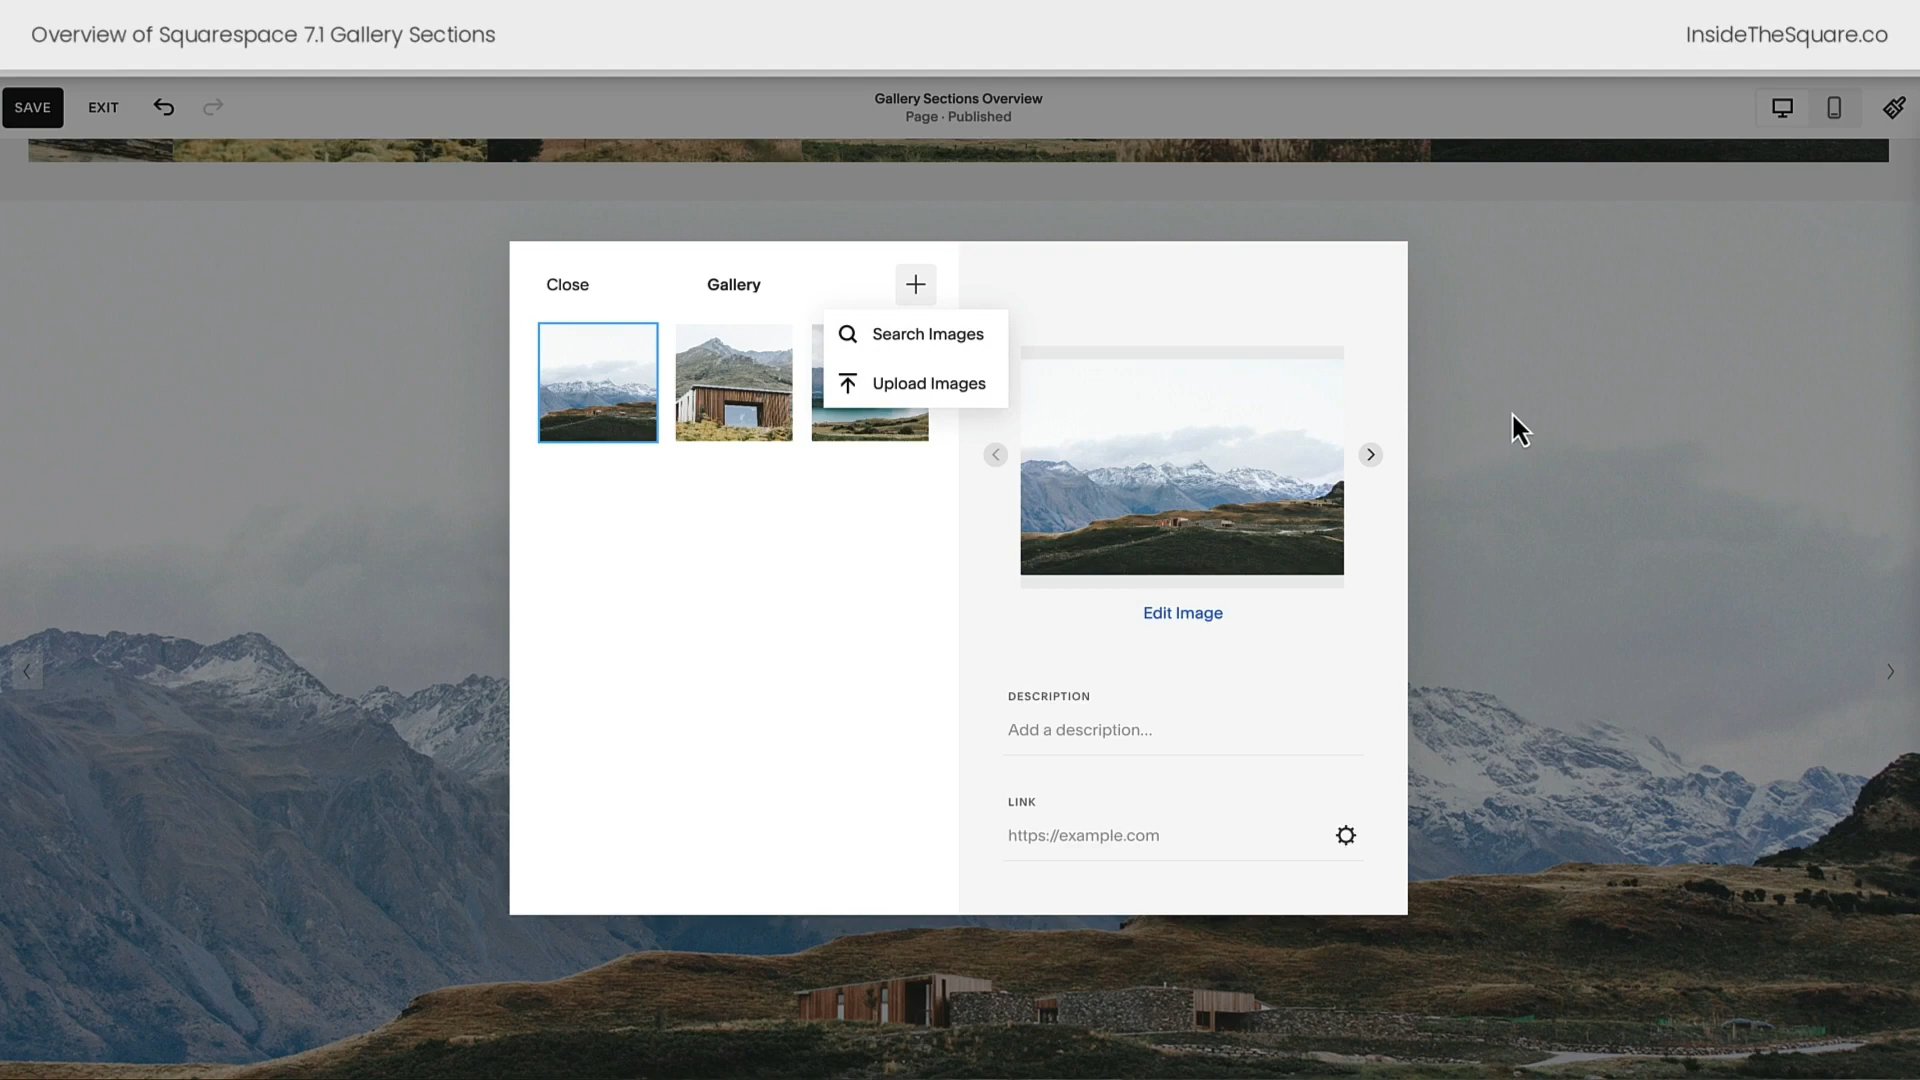 Overview of Squarespace 7.1 Gallery Sections
InsideTheSquare.co
SAVE
EXIT
Gallery Sections Overview
Page · Published
Close
Gallery
Search Images
Upload Images
Edit Image
DESCRIPTION
Add a description...
LINK
https://example.com